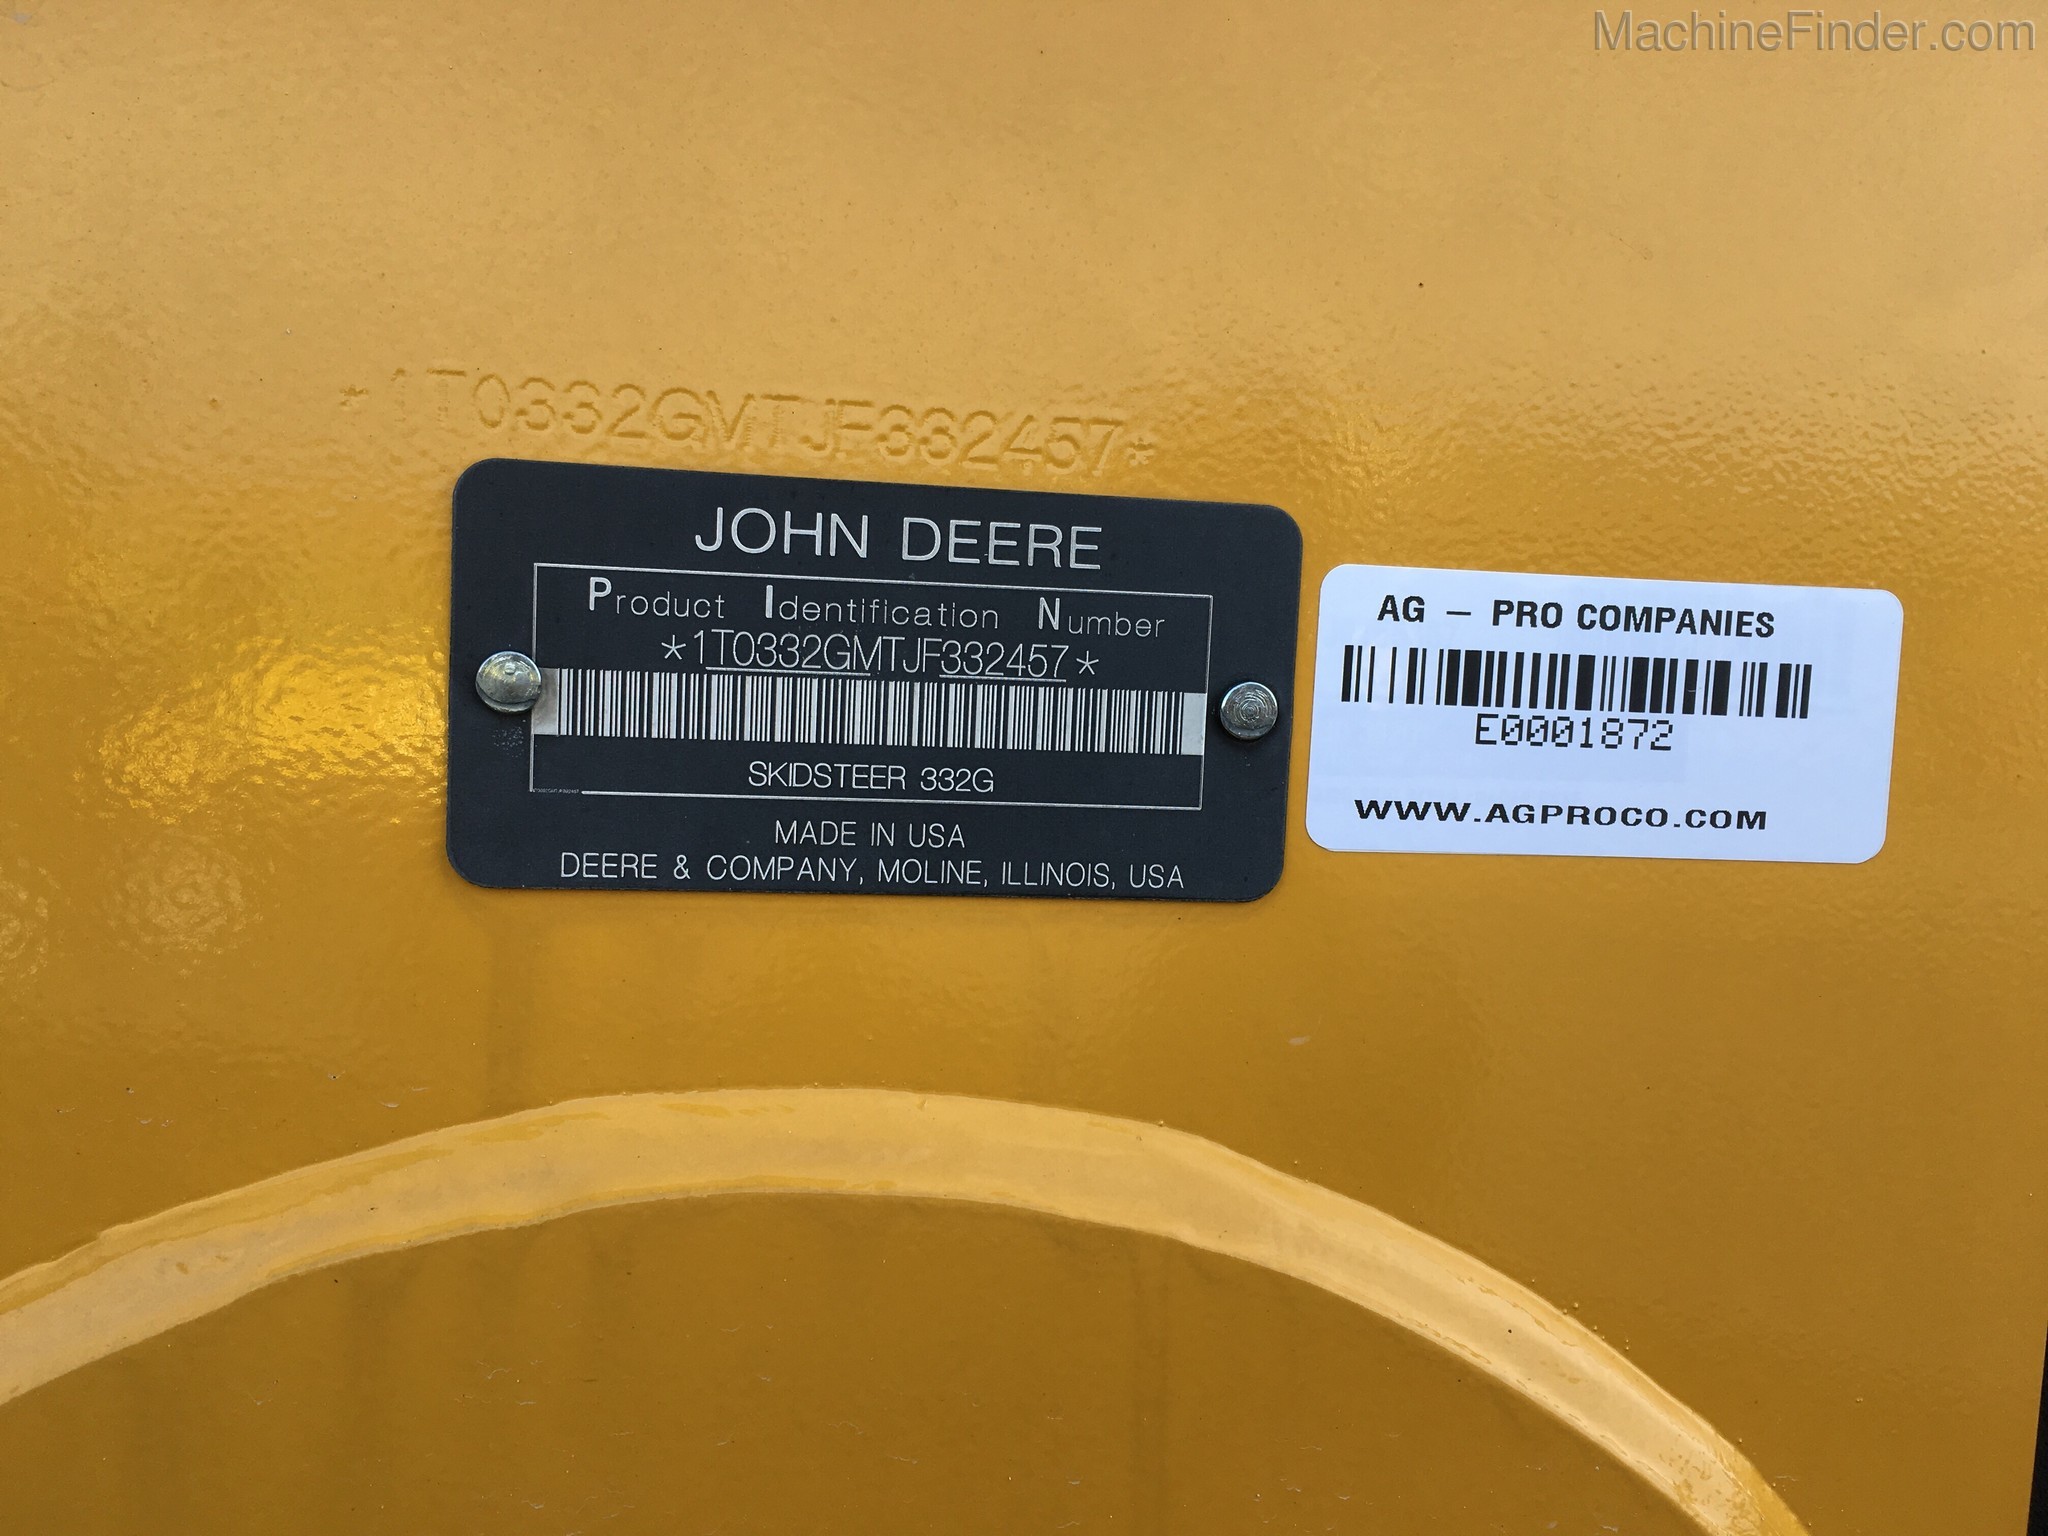 MachineFinder.com
*1T0332GMTJF332457*
JOHN DEERE
Product Identification Number
*1T0332GMTJF332457*
SKIDSTEER 332G
MADE IN USA
DEERE & COMPANY, MOLINE, ILLINOIS, USA
AG – PRO COMPANIES
E0001872
WWW.AGPROCO.COM